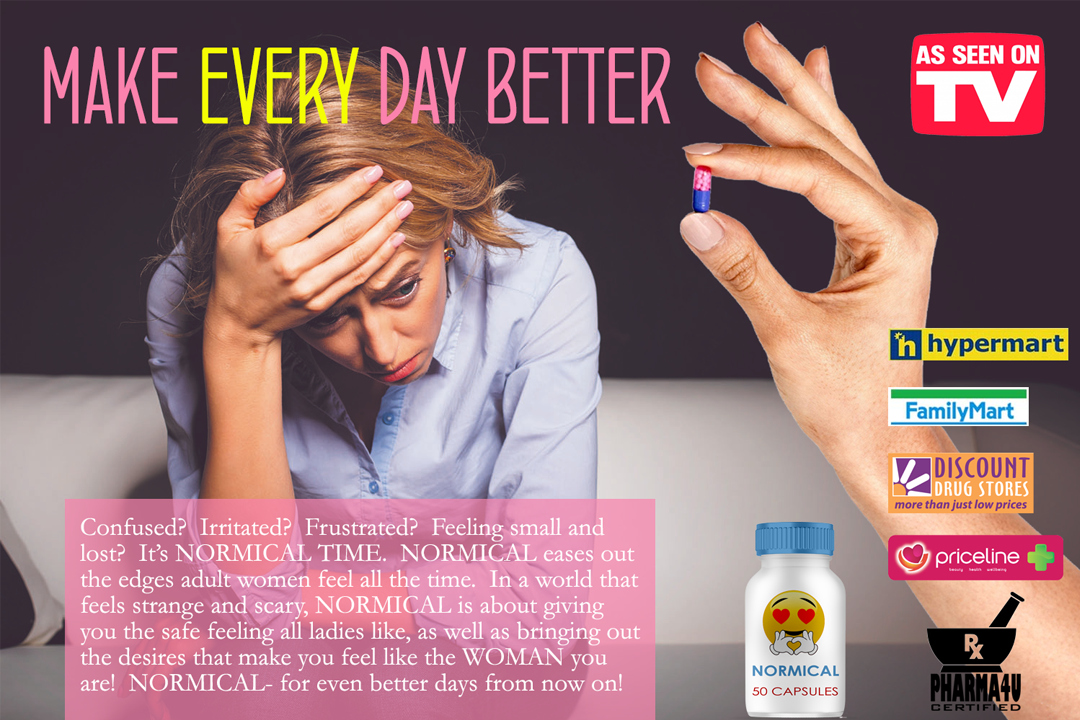 MAKE EVERY DAY BETTER
AS SEEN ON
TV
hypermart
FamilyMart
DISCOUNT
DRUG STORES
more than just low prices
priceline
beauty health wellbeing
Confused? Irritated? Frustrated? Feeling small and
lost? It's NORMICAL TIME. NORMICAL eases out
the edges adult women feel all the time. In a world that
feels strange and scary, NORMICAL is about giving
you the safe feeling all ladies like, as well as bringing out
the desires that make you feel like the WOMAN you
are! NORMICAL- for even better days from now on!
NORMICAL
50 CAPSULES
Rx
PHARMA4U
CERTIFIED